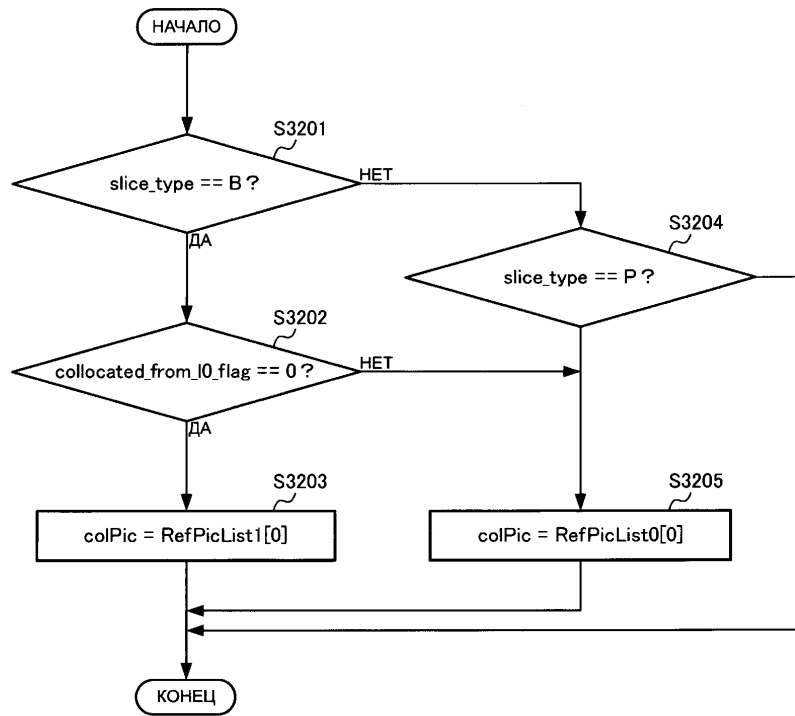 НАЧАЛО
S3201
slice_type == B ?
НЕТ
ДА
S3204
slice_type == P ?
S3202
collocated_from_l0_flag == 0 ?
НЕТ
ДА
S3203
colPic = RefPicList1[0]
S3205
colPic = RefPicList0[0]
КОНЕЦ